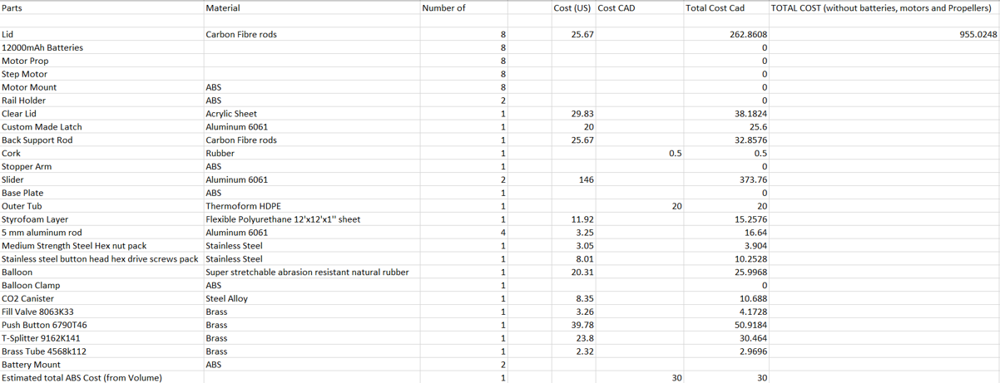 Parts Material Number of Cost (US) Cost CAD Total Cost Cad TOTAL COST (without batteries, motors and Propellers)
Lid Carbon Fibre rods 8 25.67 262.8608 955.0248
12000mAh Batteries 8 0
Motor Prop 8 0
Step Motor 8 0
Motor Mount ABS 8 0
Rail Holder ABS 2 0
Clear Lid Acrylic Sheet 1 29.83 38.1824
Custom Made Latch Aluminum 6061 1 20 25.6
Back Support Rod Carbon Fibre rods 1 25.67 32.8576
Cork Rubber 1 0.5 0.5
Stopper Arm ABS 1 0
Slider Aluminum 6061 2 146 373.76
Base Plate ABS 1 0
Outer Tub Thermoform HDPE 1 20 20
Styrofoam Layer Flexible Polyurethane 12'x12'x1'' sheet 1 11.92 15.2576
5 mm aluminum rod Aluminum 6061 4 3.25 16.64
Medium Strength Steel Hex nut pack Stainless Steel 1 3.05 3.904
Stainless steel button head hex drive screws pack Stainless Steel 1 8.01 10.2528
Balloon Super stretchable abrasion resistant natural rubber 1 20.31 25.9968
Balloon Clamp ABS 1 0
CO2 Canister Steel Alloy 1 8.35 10.688
Fill Valve 8063K33 Brass 1 3.26 4.1728
Push Button 6790T46 Brass 1 39.78 50.9184
T-Splitter 9162K141 Brass 1 23.8 30.464
Brass Tube 4568k112 Brass 1 2.32 2.9696
Battery Mount ABS 2
Estimated total ABS Cost (from Volume) 1 30 30